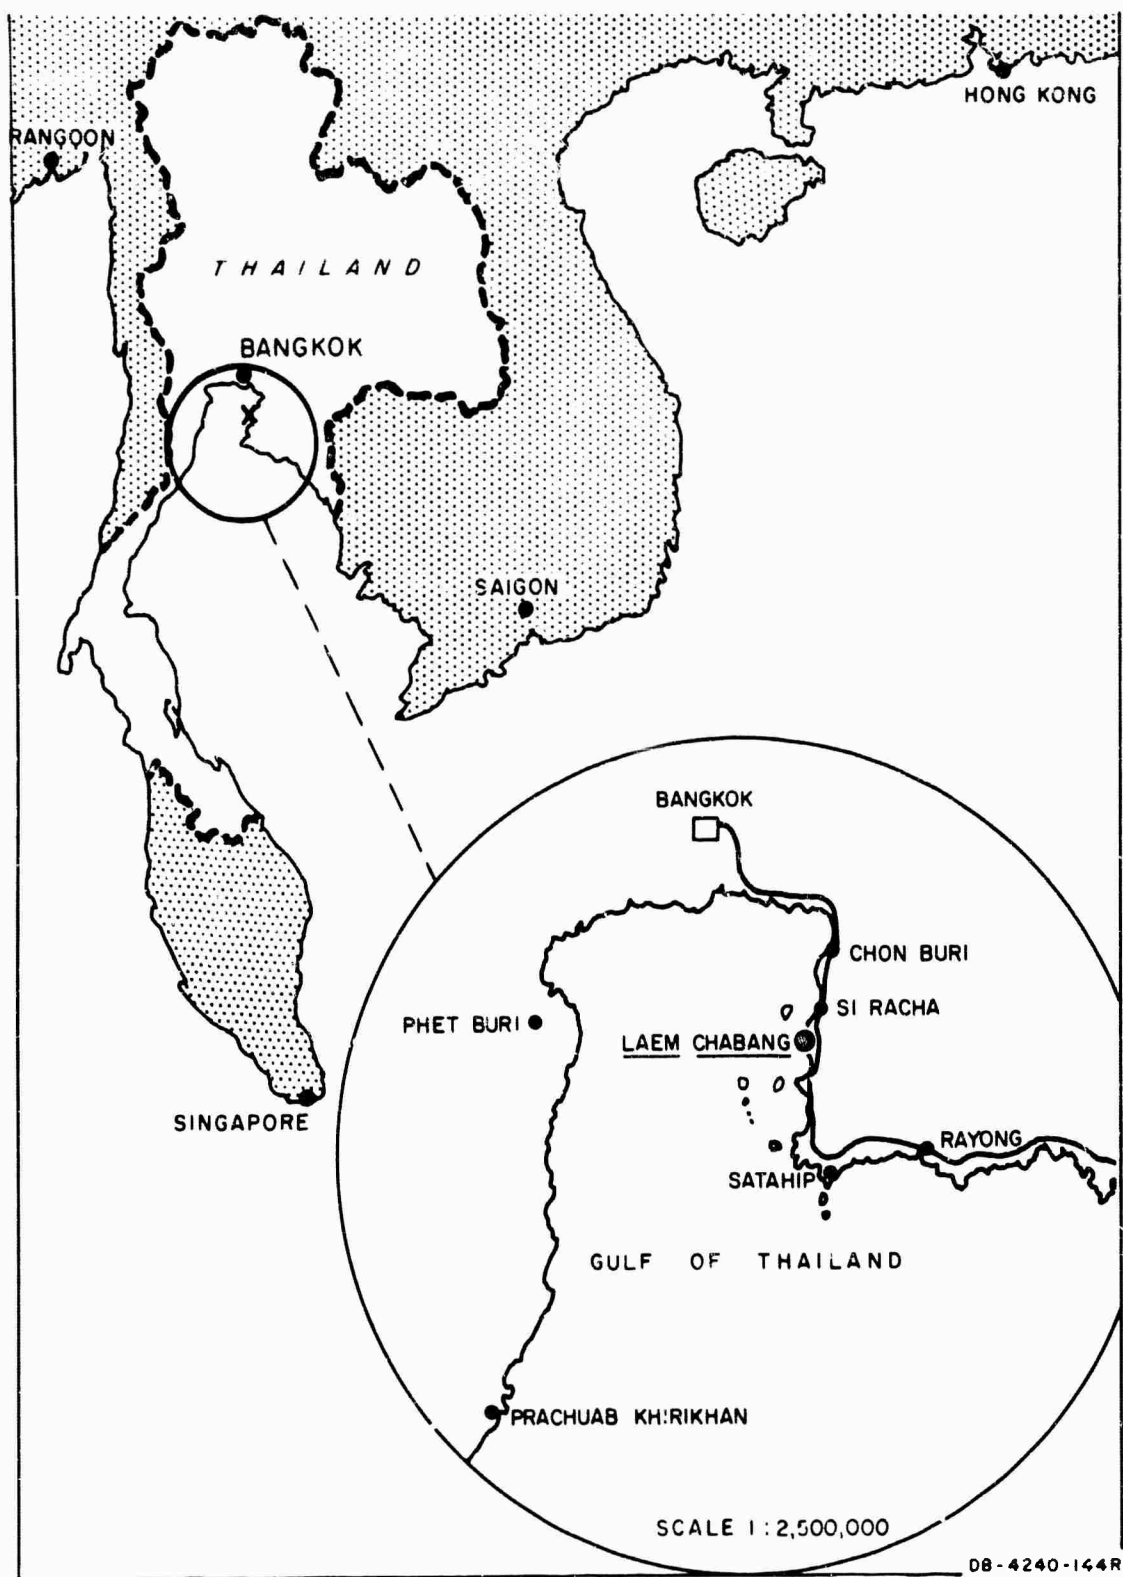 HONG KONG
RANGOON
THAILAND
BANGKOK
SAIGON
SINGAPORE
BANGKOK
CHON BURI
SI RACHA
PHET BURI
LAEM CHABANG
RAYONG
SATAHIP
GULF OF THAILAND
PRACHUAB KHIRIKHAN
SCALE 1:2,500,000
DB-4240-144R